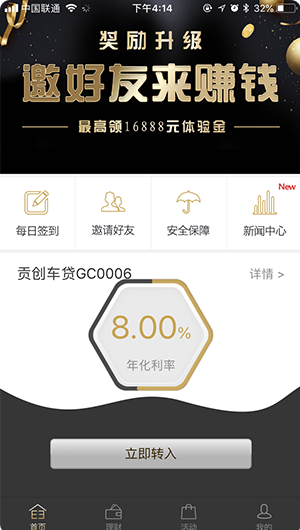 中国联通 下午4:14 32%
奖励升级
邀好友来赚钱
最高领16888元体验金
New
每日签到 邀请好友 安全保障 新闻中心
贡创车贷GC0006 详情 >
8.00%
年化利率
立即转入
首页 理财 活动 我的